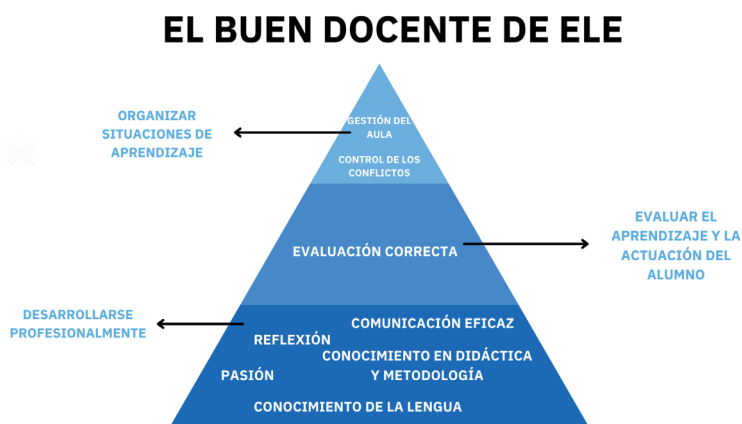 EL BUEN DOCENTE DE ELE
ORGANIZAR
SITUACIONES DE
APRENDIZAJE
GESTIÓN DEL
AULA
CONTROL DE LOS
CONFLICTOS
EVALUACIÓN CORRECTA
EVALUAR EL
APRENDIZAJE Y LA
ACTUACIÓN DEL
ALUMNO
DESARROLLARSE
PROFESIONALMENTE
COMUNICACIÓN EFICAZ
REFLEXIÓN
CONOCIMIENTO EN DIDÁCTICA
Y METODOLOGÍA
PASIÓN
CONOCIMIENTO DE LA LENGUA